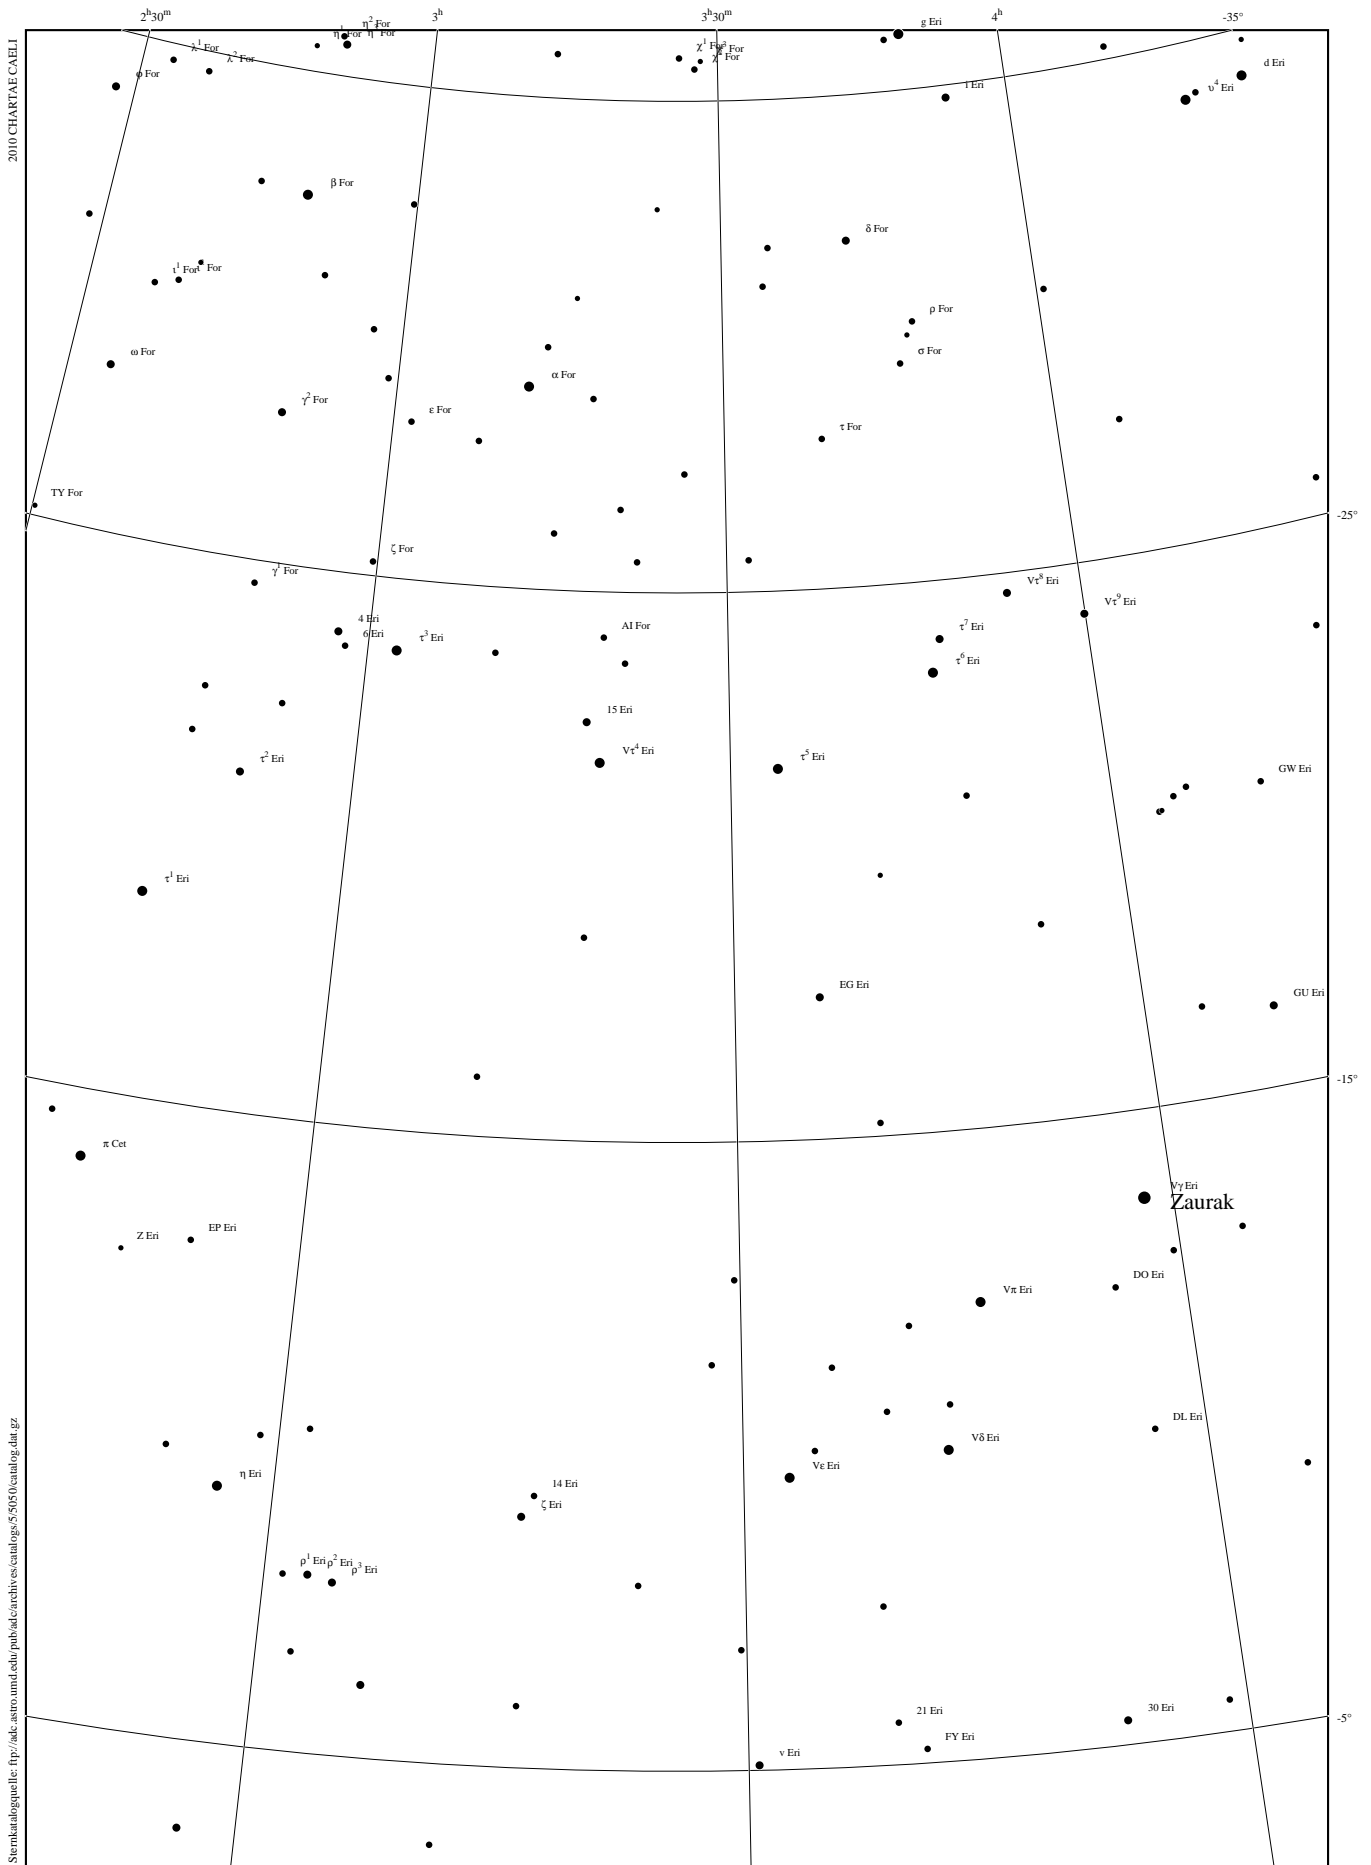 2h30m
3h
3h30m
4h
-35°
g Eri
η2 For
η1 For
η3 For
λ1 For
λ2 For
φ For
χ1 For
χ3 For
χ2 For
i Eri
d Eri
υ4 Eri
β For
δ For
ι1 For
ι2 For
ρ For
ω For
σ For
α For
γ2 For
ε For
τ For
TY For
-25°
ζ For
γ1 For
Vτ8 Eri
Vτ9 Eri
4 Eri
6 Eri
τ3 Eri
AI For
τ7 Eri
τ6 Eri
15 Eri
Vτ4 Eri
τ2 Eri
τ5 Eri
GW Eri
τ1 Eri
EG Eri
GU Eri
-15°
π Cet
Vγ Eri
Zaurak
Z Eri
EP Eri
DO Eri
Vπ Eri
DL Eri
Vδ Eri
Vε Eri
η Eri
14 Eri
ζ Eri
ρ1 Eri
ρ2 Eri
ρ3 Eri
21 Eri
30 Eri
-5°
FY Eri
v Eri
2010 CHARTAE CAELI
Sternkatalogquelle: ftp://adc.astro.umd.edu/pub/adc/archives/catalogs/5/5050/catalog.dat.gz